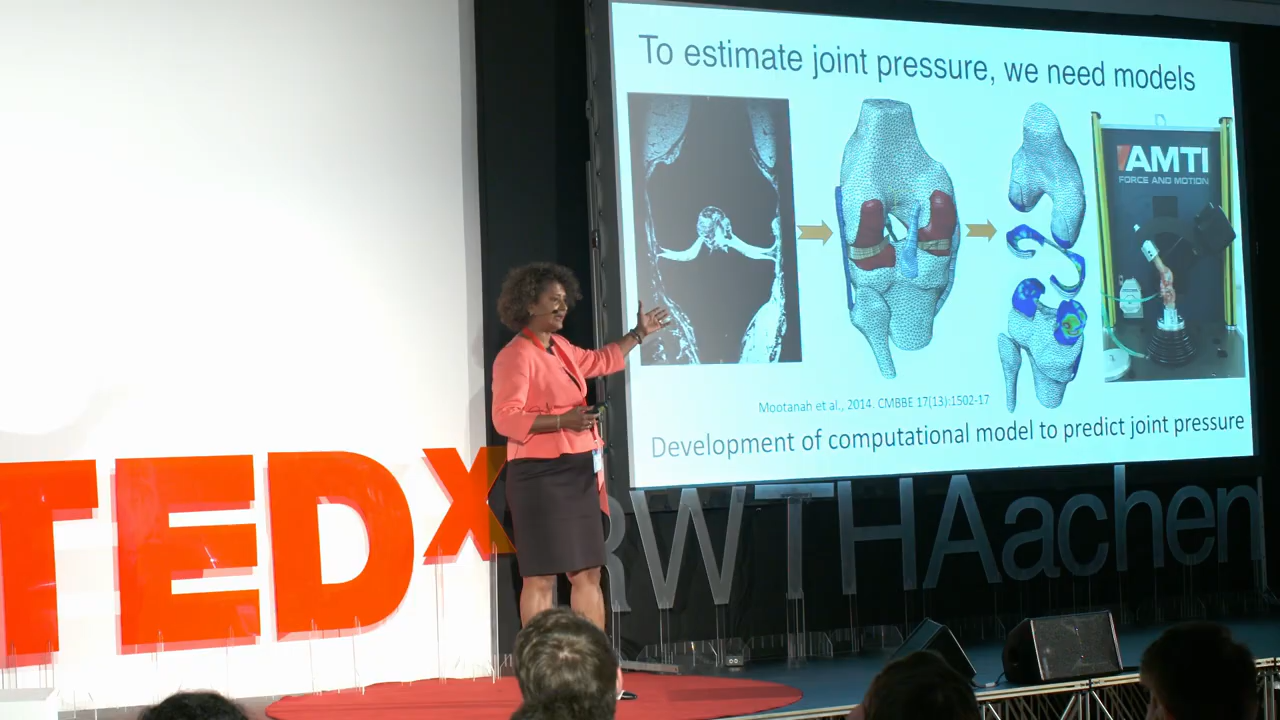 To estimate joint pressure, we need models
AMTI
FORCE AND MOTION
Mootanah et al., 2014. CMBBE 17(13):1502-17
Development of computational model to predict joint pressure
TEDx
RWTHAachen